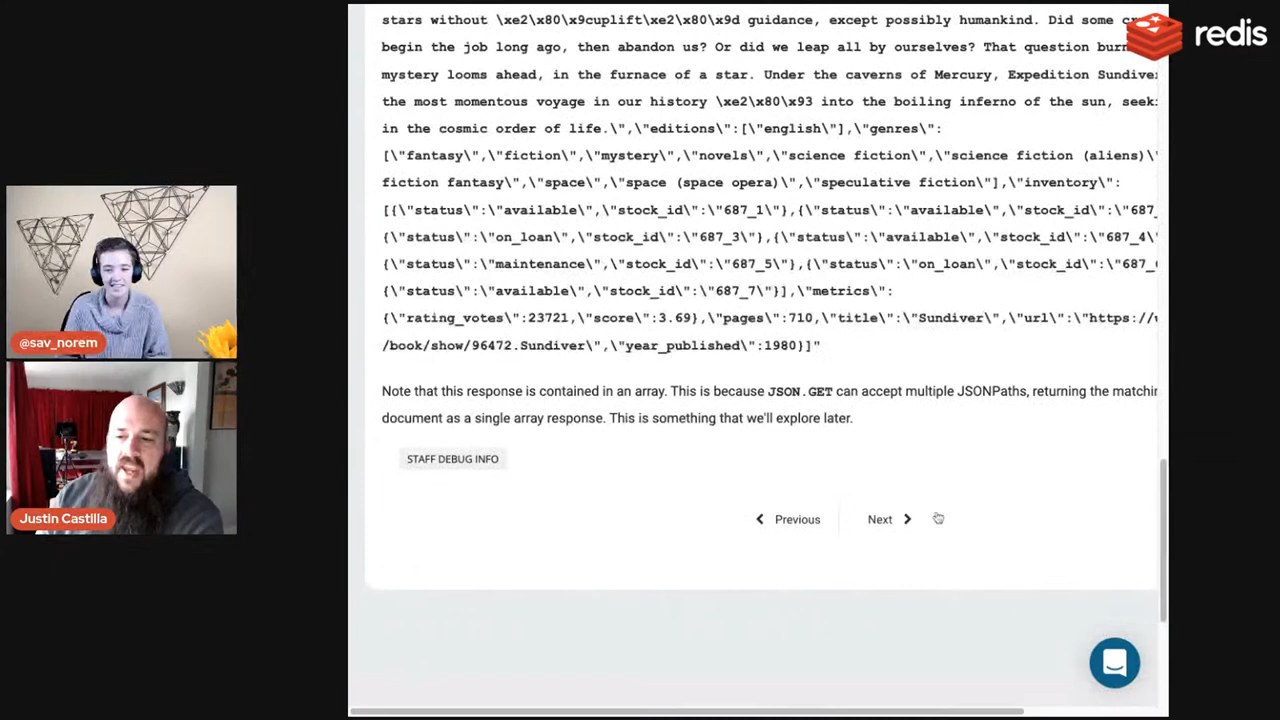 stars without \xe2\x80\x9cuplift\xe2\x80\x9d guidance, except possibly humankind. Did some
redis
begin the job long ago, then abandon us? Or did we leap all by ourselves? That question
mystery looms ahead, in the furnace of a star. Under the caverns of Mercury, Expedition
the most momentous voyage in our history \xe2\x80\x93 into the boiling inferno of the sun,
in the cosmic order of life.\",\"editions\":[\"english\"],\"genres\":
[\"fantasy\",\"fiction\",\"mystery\",\"novels\",\"science fiction\",\"science fiction (aliens)\"
fiction fantasy\",\"space\",\"space (space opera)\",\"speculative fiction\"],\"inventory\":
[{\"status\":\"available\",\"stock_id\":\"687_1\"},{\"status\":\"available\",\"stock_id\":\"687_
{\"status\":\"on_loan\",\"stock_id\":\"687_3\"},{\"status\":\"available\",\"stock_id\":\"687_4\"
{\"status\":\"maintenance\",\"stock_id\":\"687_5\"},{\"status\":\"on_loan\",\"stock_id\":\"687_
{\"status\":\"available\",\"stock_id\":\"687_7\"}],\"metrics\":
{\"rating_votes\":23721,\"score\":3.69},\"pages\":710,\"title\":\"Sundiver\",\"url\":\"https://
/book/show/96472.Sundiver\",\"year_published\":1980}]"
@sav_norem
Note that this response is contained in an array. This is because JSON.GET can accept multiple JSONPaths, returning the
document as a single array response. This is something that we'll explore later.
STAFF DEBUG INFO
Previous
Next
Justin Castilla